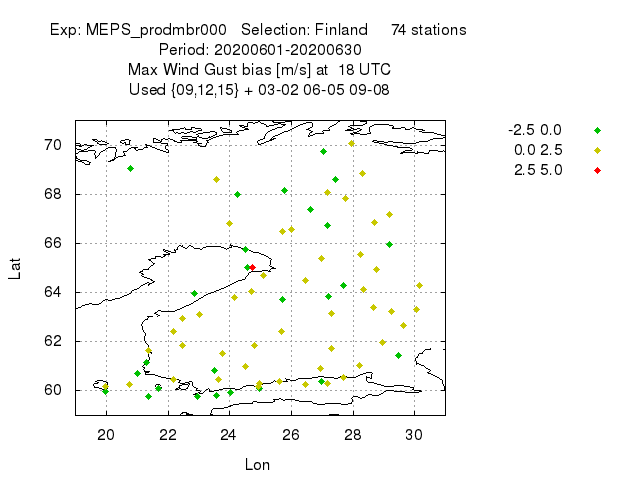 Exp: MEPS_prodmbr000 Selection: Finland 74 stations
Period: 20200601-20200630
Max Wind Gust bias [m/s] at 18 UTC
Used {09,12,15} + 03-02 06-05 09-08
-2.5 0.0
0.0 2.5
2.5 5.0
70
68
66
64
62
60
Lat
20 22 24 26 28 30
Lon